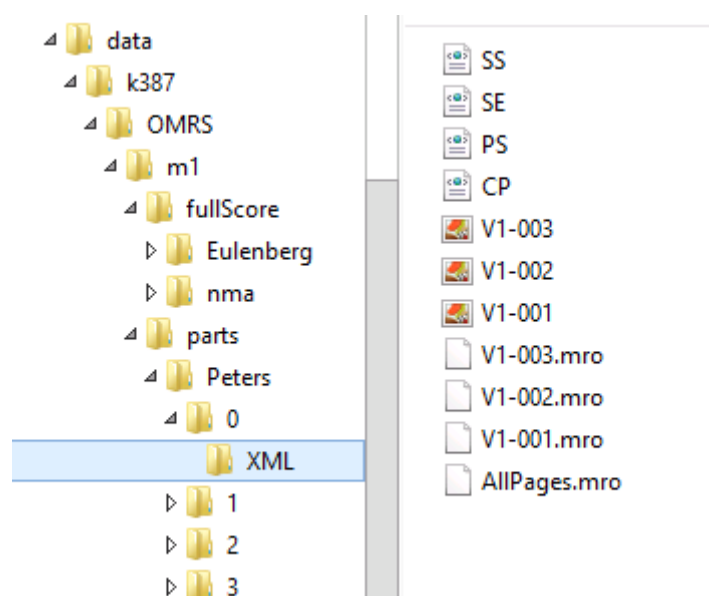 data
k387
OMRS
m1
fullScore
Eulenberg
nma
parts
Peters
0
XML
1
2
3
SS
SE
PS
CP
V1-003
V1-002
V1-001
V1-003.mro
V1-002.mro
V1-001.mro
AllPages.mro